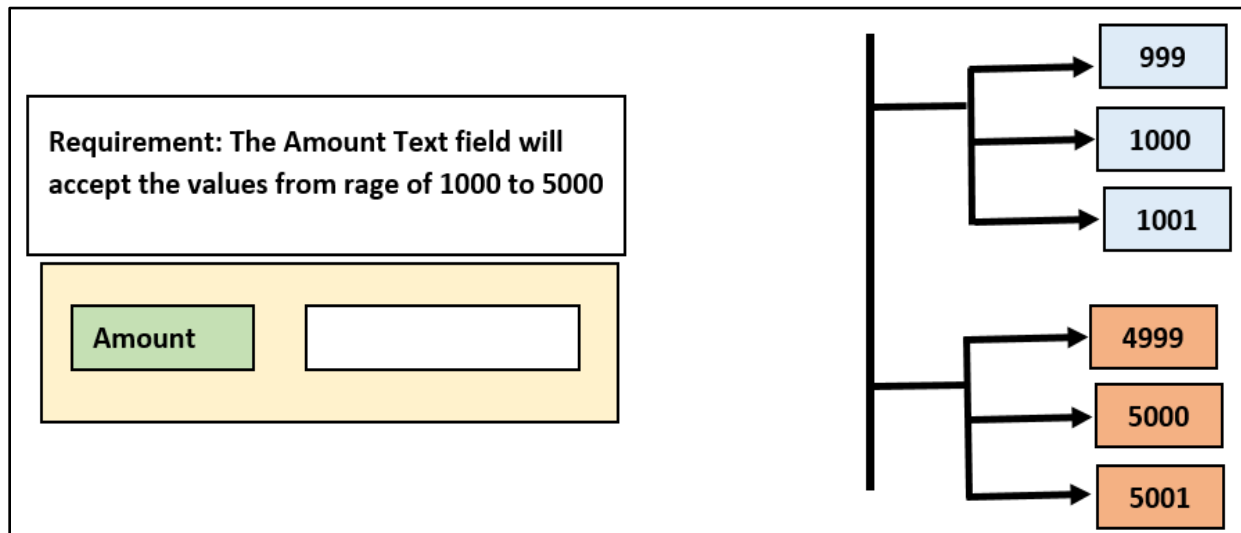 Requirement: The Amount Text field will
accept the values from rage of 1000 to 5000
Amount
999
1000
1001
4999
5000
5001